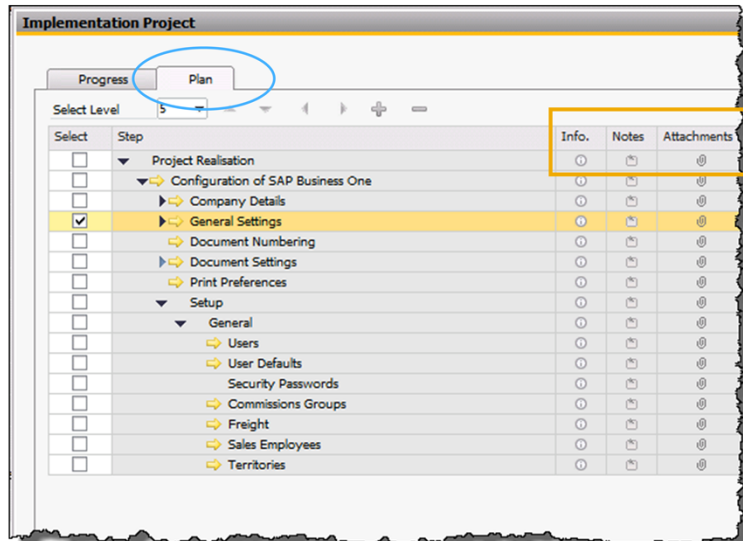 Implementation Project
Progress Plan
Select Level 5
Select Step Info. Notes Attachments
Project Realisation
Configuration of SAP Business One
Company Details
General Settings
Document Numbering
Document Settings
Print Preferences
Setup
General
Users
User Defaults
Security Passwords
Commissions Groups
Freight
Sales Employees
Territories